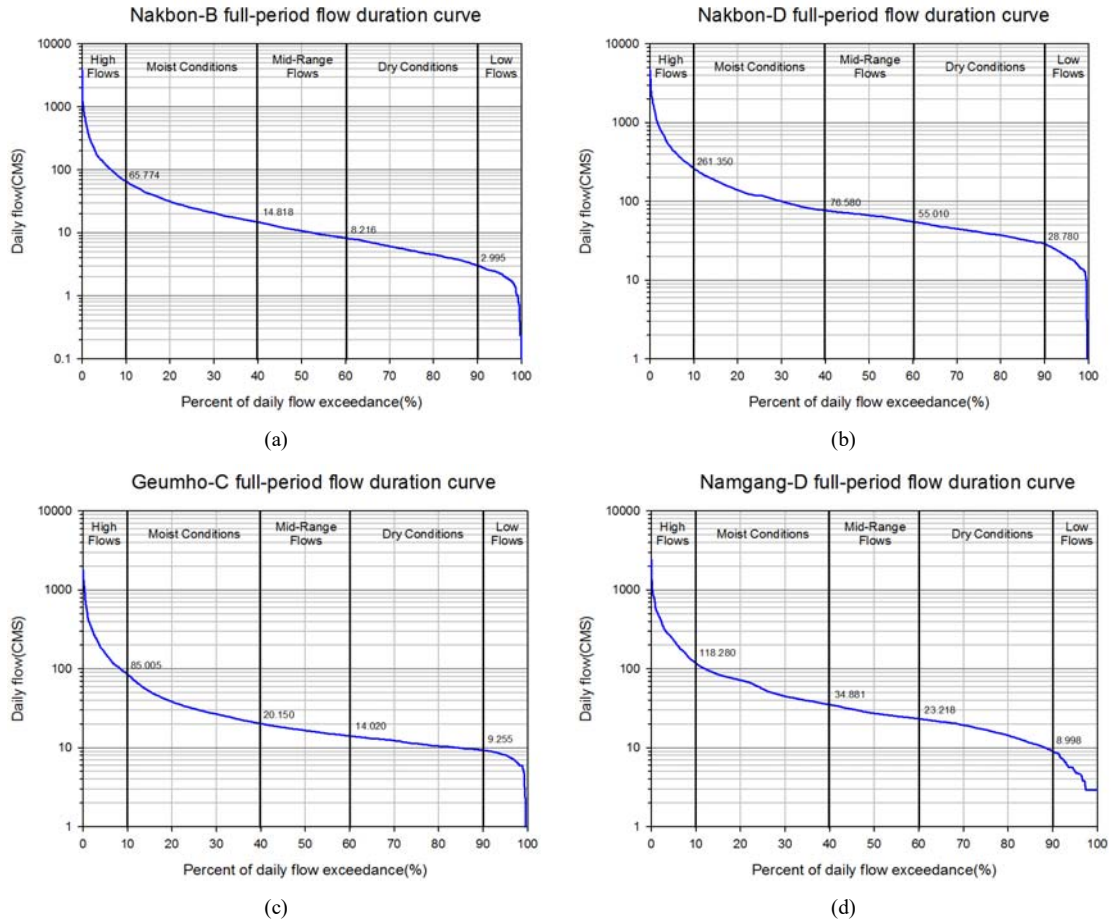 Nakbon-B full-period flow duration curve
High Flows
Moist Conditions
Mid-Range Flows
Dry Conditions
Low Flows
10000
1000
100
10
1
0.1
65.774
14.818
8.216
2.995
Daily flow(CMS)
0 10 20 30 40 50 60 70 80 90 100
Percent of daily flow exceedance(%)
(a)
Nakbon-D full-period flow duration curve
High Flows
Moist Conditions
Mid-Range Flows
Dry Conditions
Low Flows
10000
1000
100
10
1
261.350
76.580
55.010
28.780
Daily flow(CMS)
0 10 20 30 40 50 60 70 80 90 100
Percent of daily flow exceedance(%)
(b)
Geumho-C full-period flow duration curve
High Flows
Moist Conditions
Mid-Range Flows
Dry Conditions
Low Flows
10000
1000
100
10
1
85.005
20.150
14.020
9.255
Daily flow(CMS)
0 10 20 30 40 50 60 70 80 90 100
Percent of daily flow exceedance(%)
(c)
Namgang-D full-period flow duration curve
High Flows
Moist Conditions
Mid-Range Flows
Dry Conditions
Low Flows
10000
1000
100
10
1
118.280
34.881
23.218
8.998
Daily flow(CMS)
0 10 20 30 40 50 60 70 80 90 100
Percent of daily flow exceedance(%)
(d)